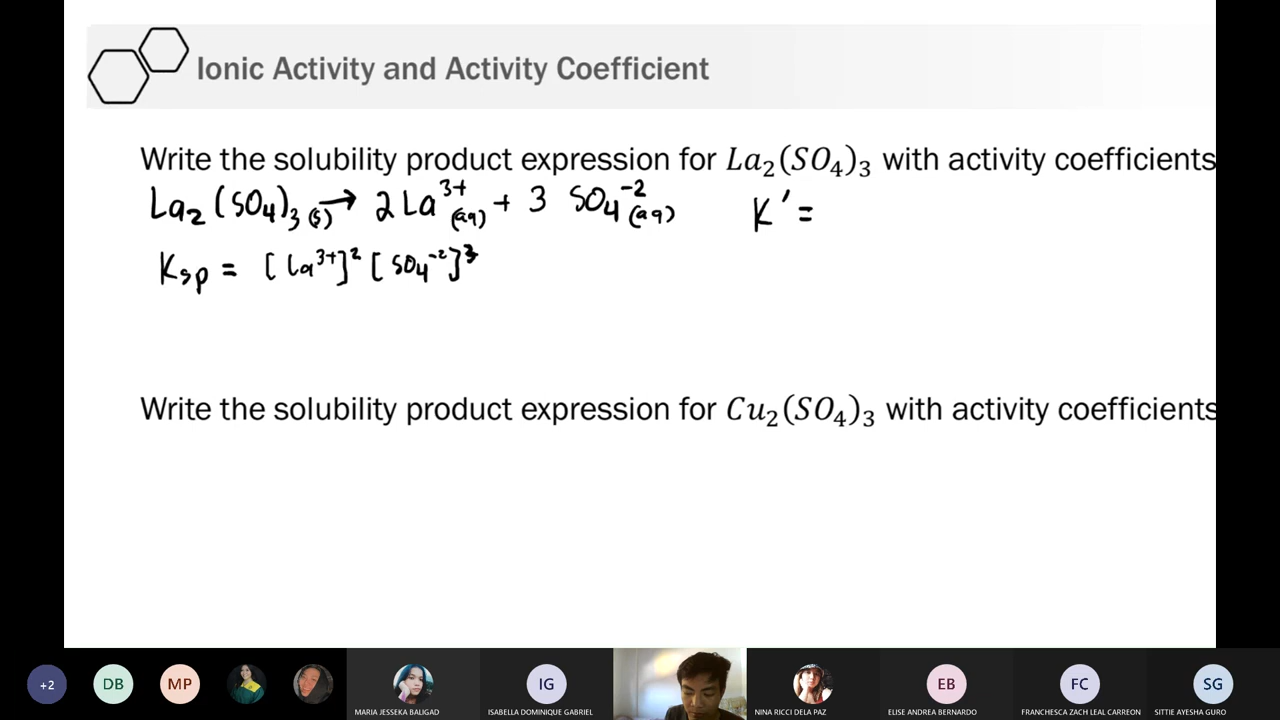 Ionic Activity and Activity Coefficient
Write the solubility product expression for La₂(SO₄)₃ with activity coefficients
La₂(SO₄)₃(s) → 2La³⁺(aq) + 3 SO₄⁻²(aq) K' =
Ksp = [La³⁺]² [SO₄⁻²]³
Write the solubility product expression for Cu₂(SO₄)₃ with activity coefficients
+2 DB MP IG EB FC SG
MARIA JESSEKA BALIGAD ISABELLA DOMINIQUE GABRIEL NINA RICCI DELA PAZ ELISE ANDREA BERNARDO FRANCHESCA ZACH LEAL CARREON SITTIE AYESHA GURO